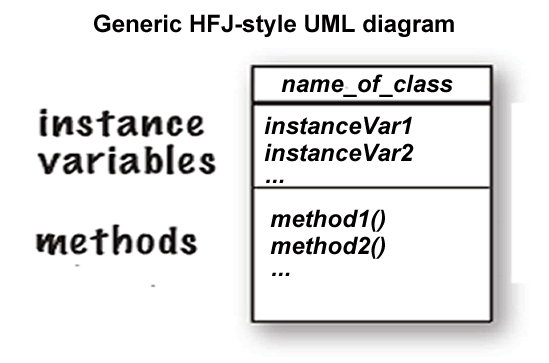 Generic HFJ-style UML diagram
name_of_class
instance
variables
instanceVar1
instanceVar2
...
methods
method1()
method2()
...